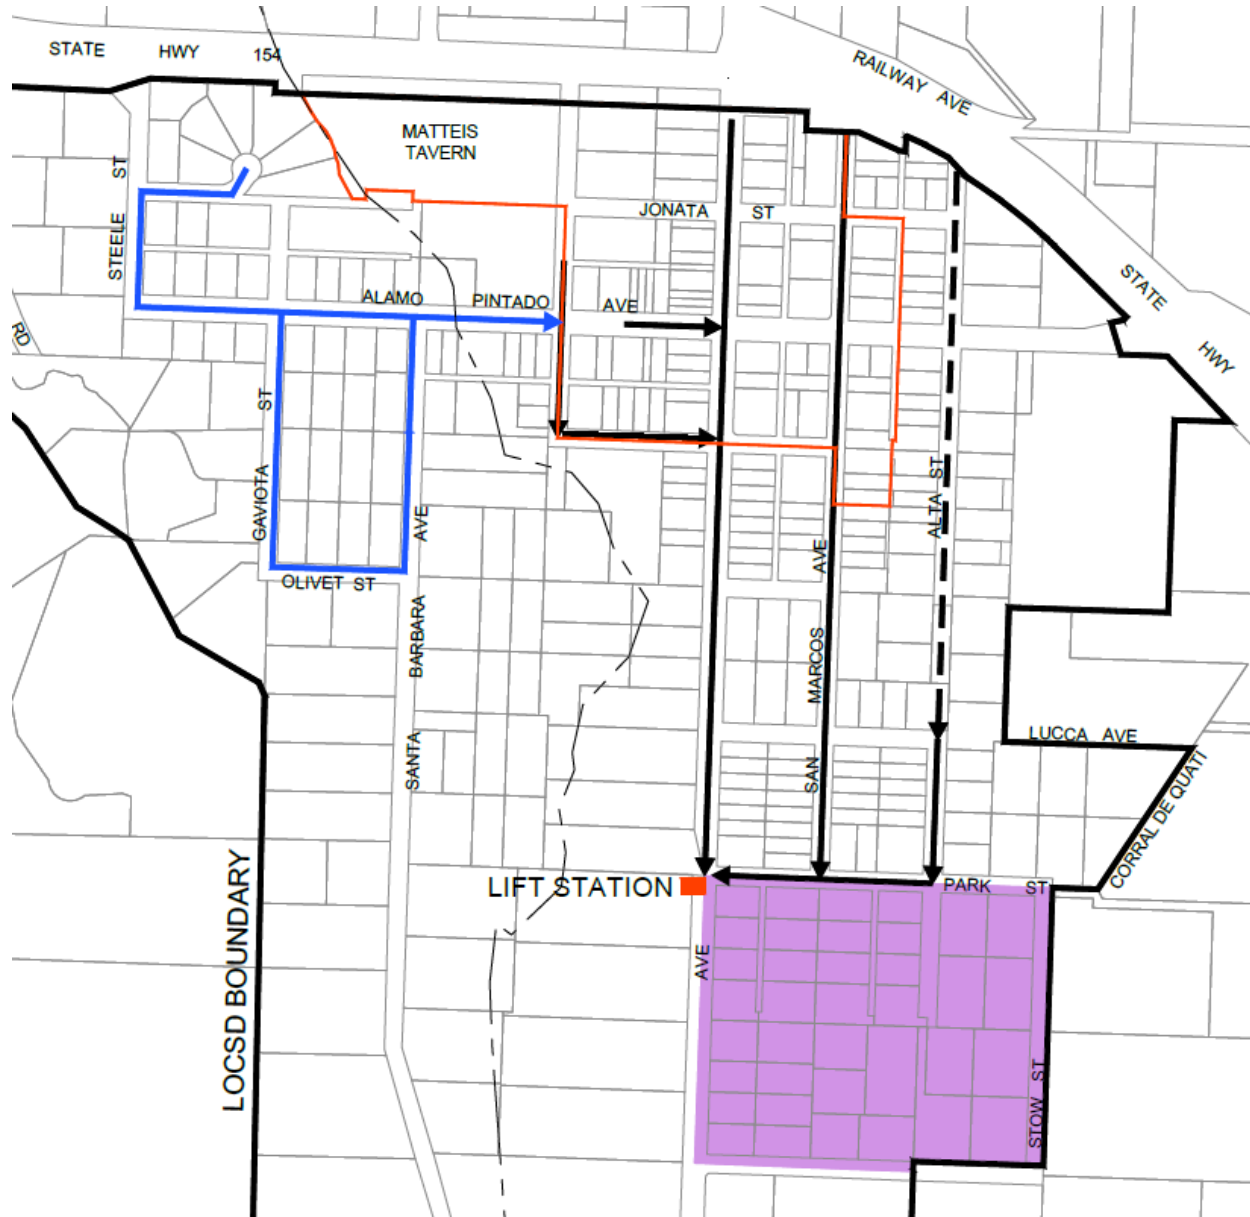 STATE HWY 154
RAILWAY AVE
MATTEIS
TAVERN
STEELE ST
JONATA ST
STATE HWY
ALAMO PINTADO AVE
RD
GAVIOTA ST
OLIVET ST
SANTA BARBARA AVE
SAN MARCOS AVE
ALTA ST
LUCCA AVE
CORRAL DE QUATI
LIFT STATION
PARK ST
AVE
LOCSD BOUNDARY
STOW ST